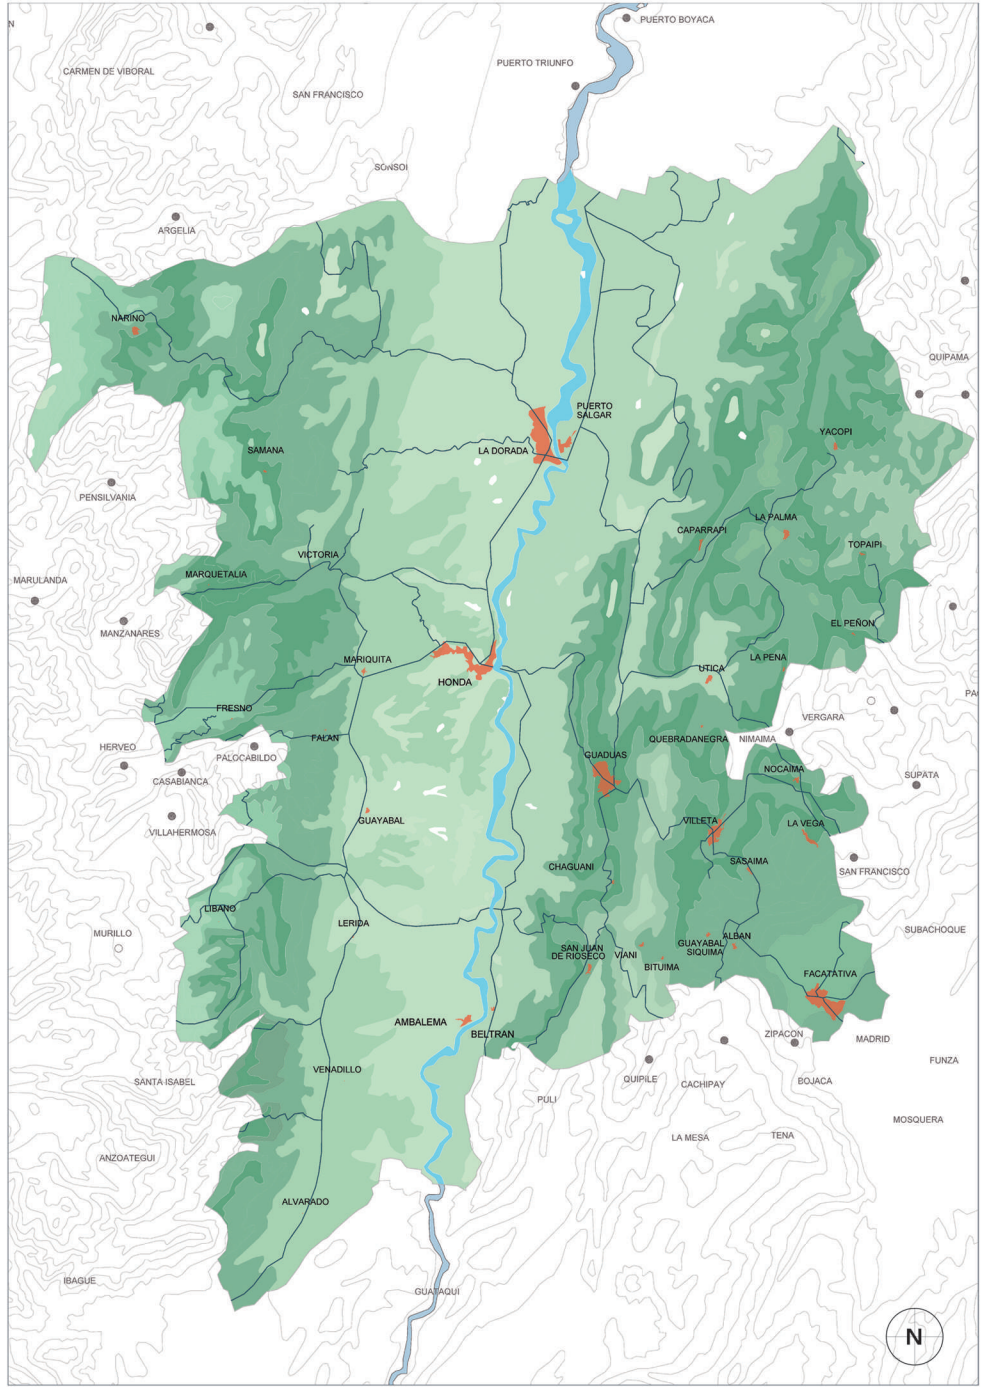 N
PUERTO BOYACA
PUERTO TRIUNFO
CARMEN DE VIBORAL
SAN FRANCISCO
SONSOI
ARGELIA
NARINO
QUIPAMA
PUERTO
SALGAR
YACOPI
SAMANA
LA DORADA
PENSILVANIA
LA PALMA
CAPARRAPI
TOPAIPI
VICTORIA
MARQUETALIA
MARULANDA
MANZANARES
EL PEÑON
MARIQUITA
LA PENA
UTICA
HONDA
PA
FRESNO
VERGARA
FALAN
QUEBRADANEGRA
NIMAIMA
HERVEO
PALOCABILDO
GUADUAS
NOCAIMA
SUPATA
CASABIANCA
GUAYABAL
VILLETA
LA VEGA
VILLAHERMOSA
SASAIMA
CHAGUANI
SAN FRANCISCO
LIBANO
LERIDA
MURILLO
SUBACHOQUE
ALBAN
GUAYABAL
SIQUIMA
SAN JUAN
DE RIOSECO
VIANI
BITUIMA
FACATATIVA
AMBALEMA
BELTRAN
ZIPACON
MADRID
FUNZA
VENADILLO
SANTA ISABEL
QUIPILE
CACHIPAY
BOJACA
PULI
MOSQUERA
LA MESA
TENA
ANZOATEGUI
ALVARADO
IBAGUE
GUATAQUI
N